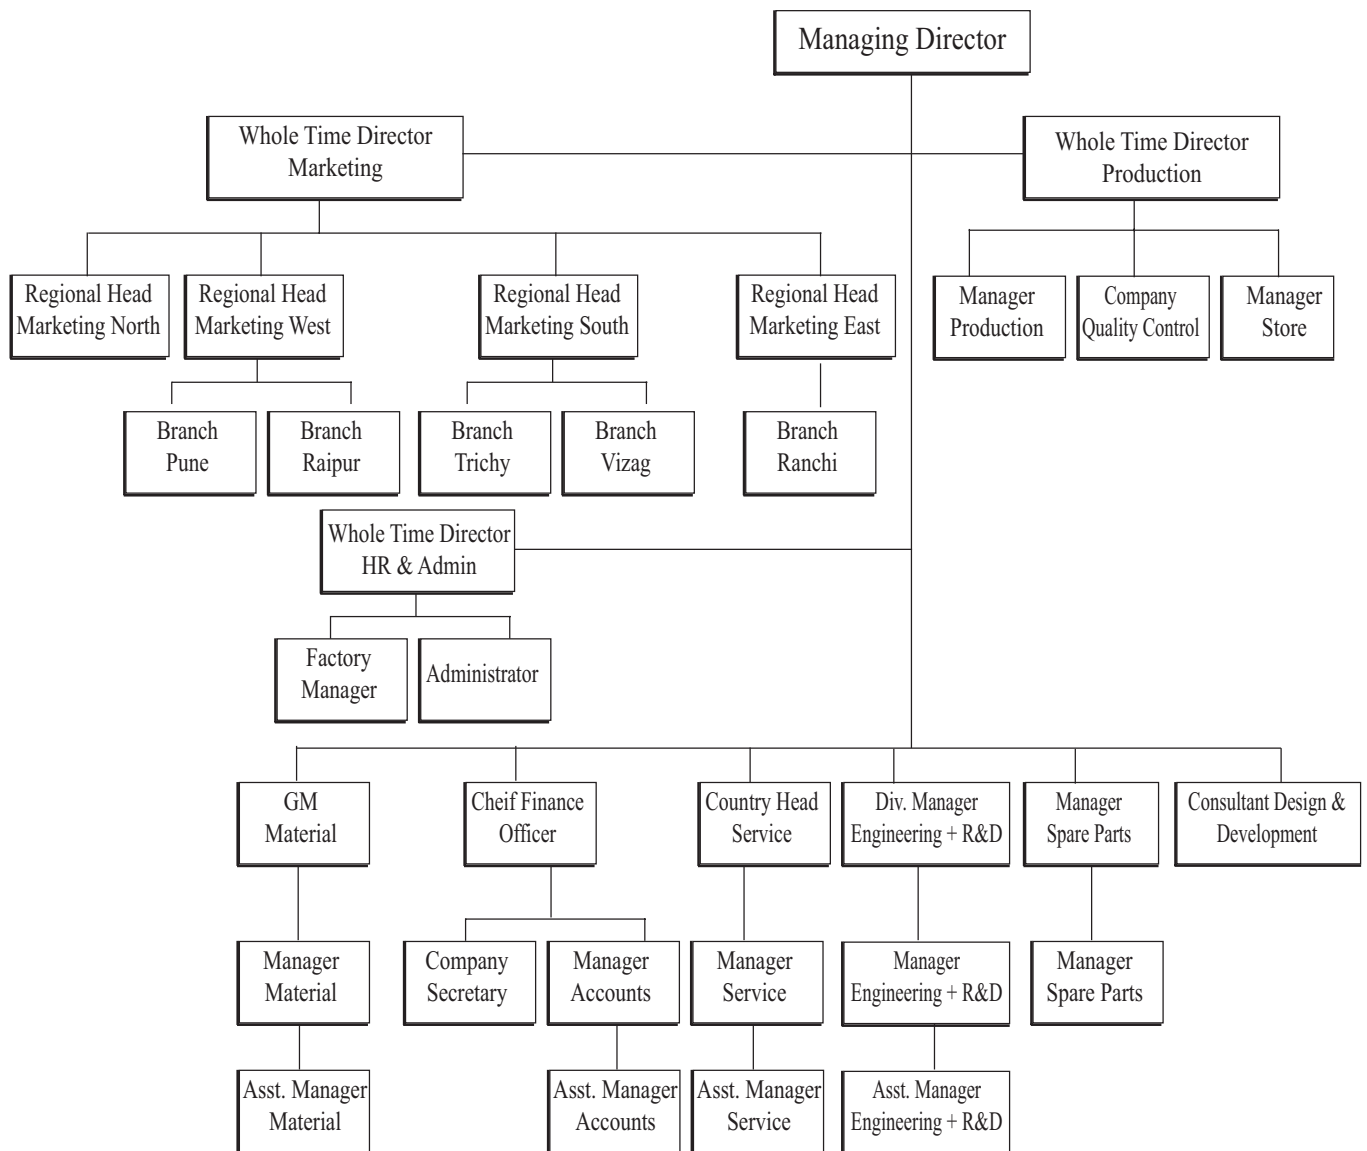 Managing Director
Whole Time Director
Marketing
Whole Time Director
Production
Regional Head
Marketing North
Regional Head
Marketing West
Regional Head
Marketing South
Regional Head
Marketing East
Manager
Production
Company
Quality Control
Manager
Store
Branch
Pune
Branch
Raipur
Branch
Trichy
Branch
Vizag
Branch
Ranchi
Whole Time Director
HR & Admin
Factory
Manager
Administrator
GM
Material
Cheif Finance
Officer
Country Head
Service
Div. Manager
Engineering + R&D
Manager
Spare Parts
Consultant Design &
Development
Manager
Material
Company
Secretary
Manager
Accounts
Manager
Service
Manager
Engineering + R&D
Manager
Spare Parts
Asst. Manager
Material
Asst. Manager
Accounts
Asst. Manager
Service
Asst. Manager
Engineering + R&D